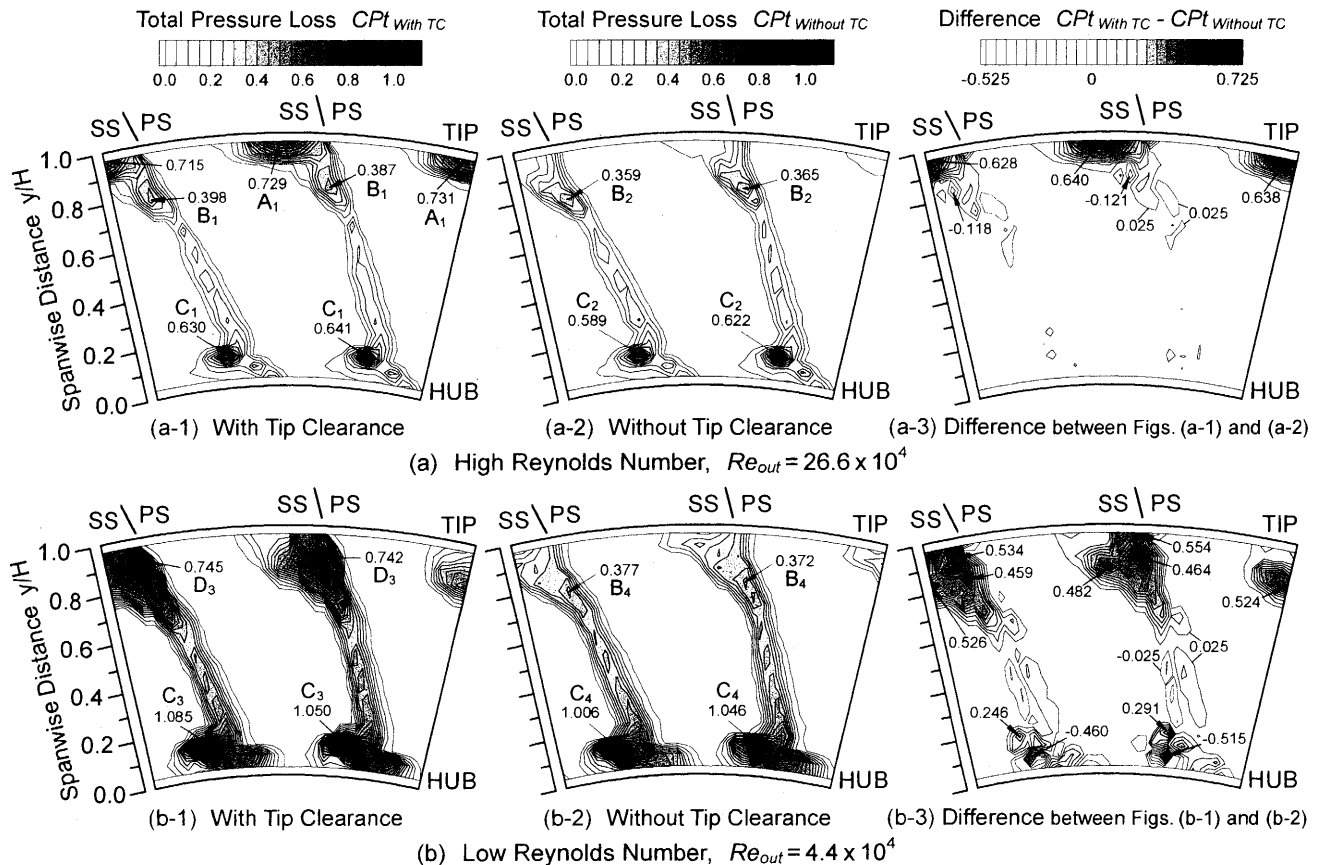 Total Pressure Loss CPt With TC
Total Pressure Loss CPt Without TC
Difference CPt With TC - CPt Without TC
0.0 0.2 0.4 0.6 0.8 1.0
0.0 0.2 0.4 0.6 0.8 1.0
-0.525 0 0.725
SS \ PS
SS \ PS
TIP
Spanwise Distance y/H
1.0
0.8
0.6
0.4
0.2
0.0
0.715
0.398
B1
0.729
A1
0.387
B1
0.731
A1
C1
0.630
C1
0.641
HUB
(a-1) With Tip Clearance
SS \ PS
SS \ PS
TIP
0.359
B2
0.365
B2
C2
0.589
C2
0.622
HUB
(a-2) Without Tip Clearance
SS \ PS
SS \ PS
TIP
0.628
-0.118
0.640
-0.121
0.025
0.025
0.638
HUB
(a-3) Difference between Figs. (a-1) and (a-2)
(a) High Reynolds Number, Re out = 26.6 x 10^4
SS \ PS
SS \ PS
TIP
Spanwise Distance y/H
1.0
0.8
0.6
0.4
0.2
0.0
0.745
D3
0.742
D3
C3
1.085
C3
1.050
HUB
(b-1) With Tip Clearance
SS \ PS
SS \ PS
TIP
0.377
B4
0.372
B4
C4
1.006
C4
1.046
HUB
(b-2) Without Tip Clearance
SS \ PS
SS \ PS
TIP
0.534
0.459
0.526
0.554
0.464
0.482
0.524
-0.025
0.025
0.246
-0.460
0.291
-0.515
HUB
(b-3) Difference between Figs. (b-1) and (b-2)
(b) Low Reynolds Number, Re out = 4.4 x 10^4